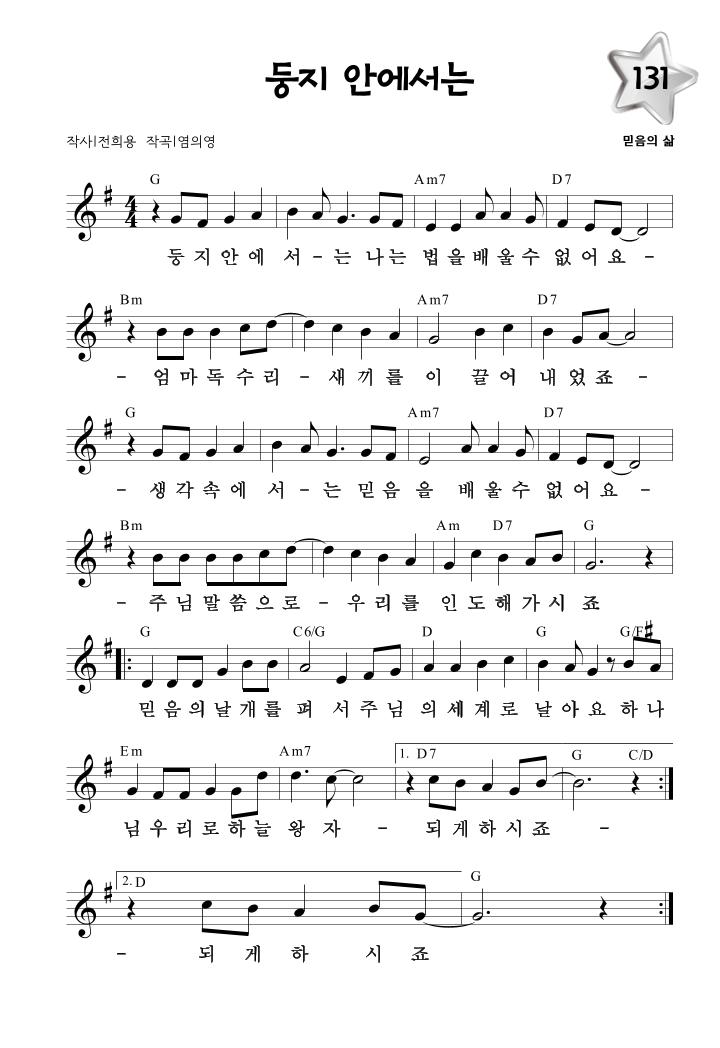 둥지 안에서는
131
작사|전희용 작곡|염의영
믿음의 삶
G Am7 D7
둥 지 안 에 서 - 는 나 는 법 을 배 울 수 없 어 요 -
Bm Am7 D7
- 엄 마 독 수 리 - 새 끼 를 이 끌 어 내 었 죠 -
G Am7 D7
- 생 각 속 에 서 - 는 믿 음 을 배 울 수 없 어 요 -
Bm Am D7 G
- 주 님 말 씀 으 로 - 우 리 를 인 도 해 가 시 죠
G C6/G D G G/F#
믿 음 의 날 개 를 펴 서 주 님 의 세 계 로 날 아 요 하 나
Em Am7 1. D7 G C/D
님 우 리 로 하 늘 왕 자 - 되 게 하 시 죠 -
2. D G
- 되 게 하 시 죠